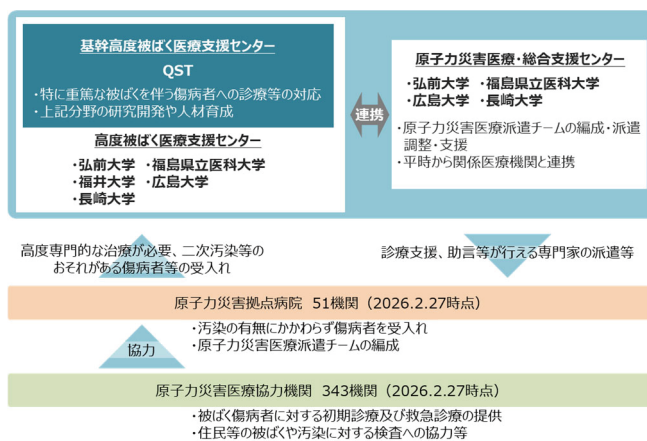 基幹高度被ばく医療支援センター
QST
・特に重篤な被ばくを伴う傷病者への診療等の対応
・上記分野の研究開発や人材育成
高度被ばく医療支援センター
・弘前大学 ・福島県立医科大学
・福井大学 ・広島大学
・長崎大学
連携
原子力災害医療・総合支援センター
・弘前大学 ・福島県立医科大学
・広島大学 ・長崎大学
・原子力災害医療派遣チームの編成・派遣
調整・支援
・平時から関係医療機関と連携
高度専門的な治療が必要、二次汚染等の
おそれがある傷病者等の受入れ
診療支援、助言等が行える専門家の派遣等
原子力災害拠点病院 51機関（2026.2.27時点）
・汚染の有無にかかわらず傷病者を受入れ
・原子力災害医療派遣チームの編成
協力
原子力災害医療協力機関 343機関（2026.2.27時点）
・被ばく傷病者に対する初期診療及び救急診療の提供
・住民等の被ばくや汚染に対する検査への協力等